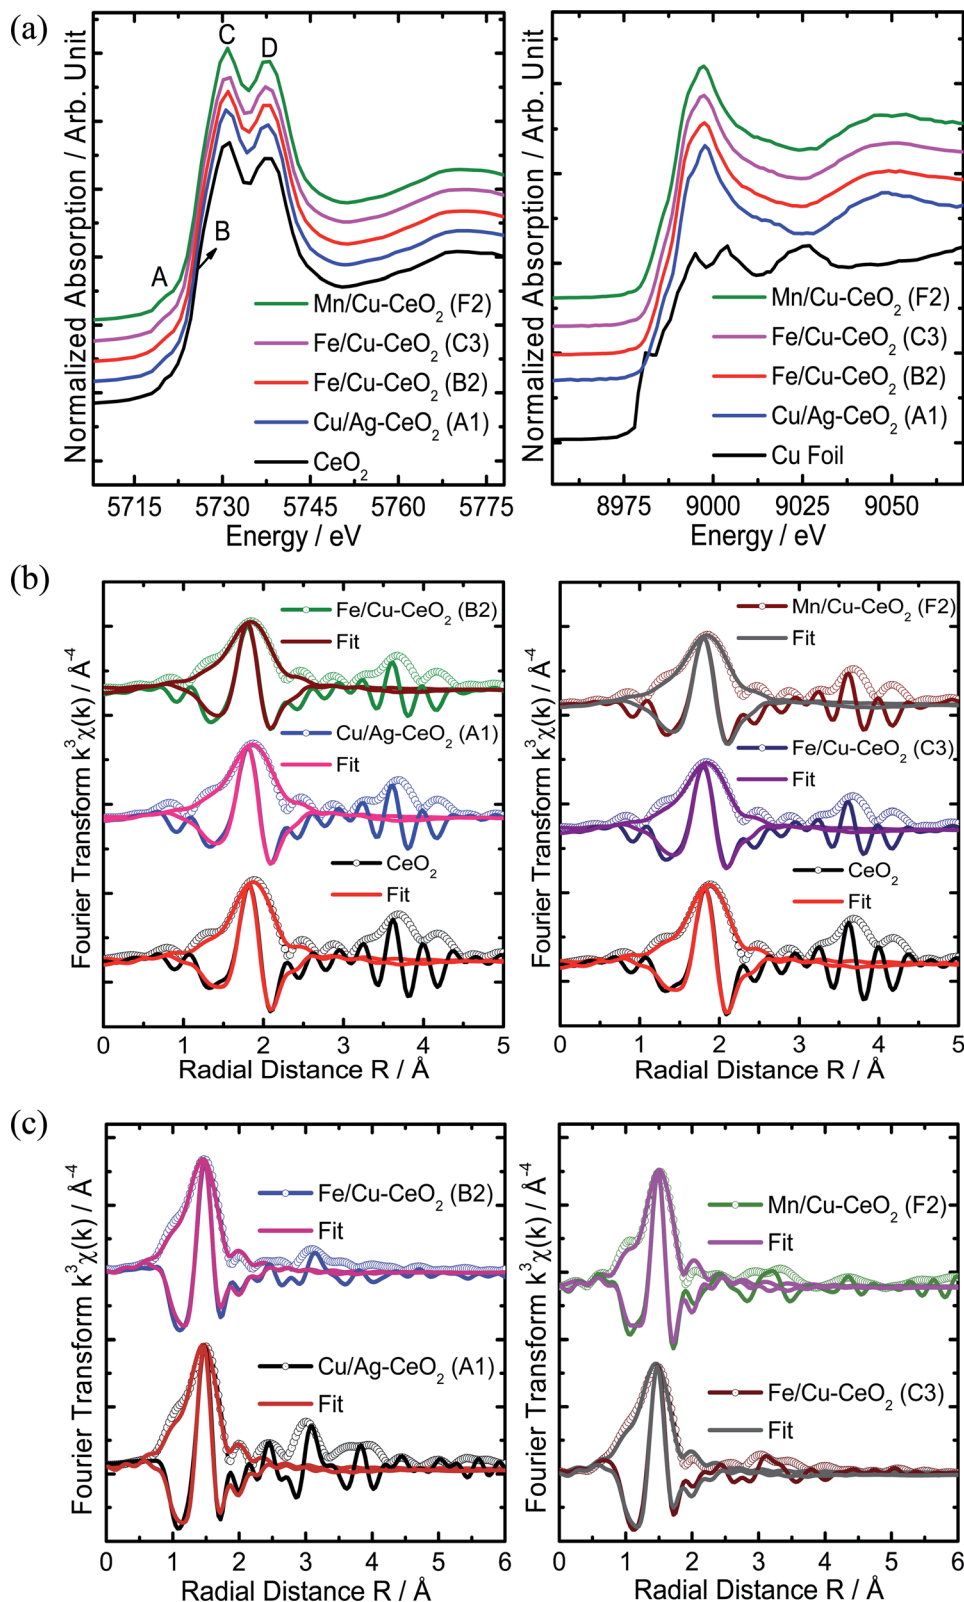 (a)
Normalized Absorption / Arb. Unit
A
B
C
D
Mn/Cu-CeO₂ (F2)
Fe/Cu-CeO₂ (C3)
Fe/Cu-CeO₂ (B2)
Cu/Ag-CeO₂ (A1)
CeO₂
5715 5730 5745 5760 5775
Energy / eV
Normalized Absorption / Arb. Unit
Mn/Cu-CeO₂ (F2)
Fe/Cu-CeO₂ (C3)
Fe/Cu-CeO₂ (B2)
Cu/Ag-CeO₂ (A1)
Cu Foil
8975 9000 9025 9050
Energy / eV
(b)
Fourier Transform k³χ(k) / Å⁻⁴
Fe/Cu-CeO₂ (B2)
Fit
Cu/Ag-CeO₂ (A1)
Fit
CeO₂
Fit
0 1 2 3 4 5
Radial Distance R / Å
Fourier Transform k³χ(k) / Å⁻⁴
Mn/Cu-CeO₂ (F2)
Fit
Fe/Cu-CeO₂ (C3)
Fit
CeO₂
Fit
0 1 2 3 4 5
Radial Distance R / Å
(c)
Fourier Transform k³χ(k) / Å⁻⁴
Fe/Cu-CeO₂ (B2)
Fit
Cu/Ag-CeO₂ (A1)
Fit
0 1 2 3 4 5 6
Radial Distance R / Å
Fourier Transform k³χ(k) / Å⁻⁴
Mn/Cu-CeO₂ (F2)
Fit
Fe/Cu-CeO₂ (C3)
Fit
0 1 2 3 4 5 6
Radial Distance R / Å